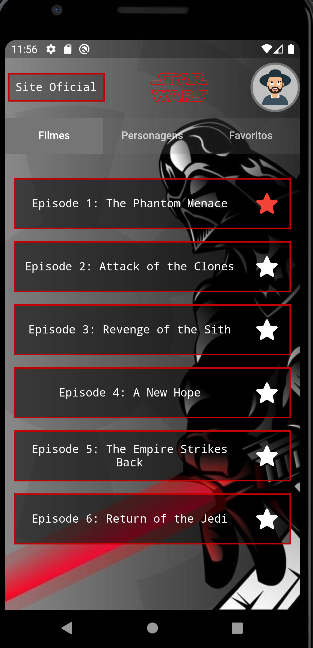 11:56
Site Oficial
STAR
WARS
Filmes
Personagens
Favoritos
Episode 1: The Phantom Menace
Episode 2: Attack of the Clones
Episode 3: Revenge of the Sith
Episode 4: A New Hope
Episode 5: The Empire Strikes
Back
Episode 6: Return of the Jedi